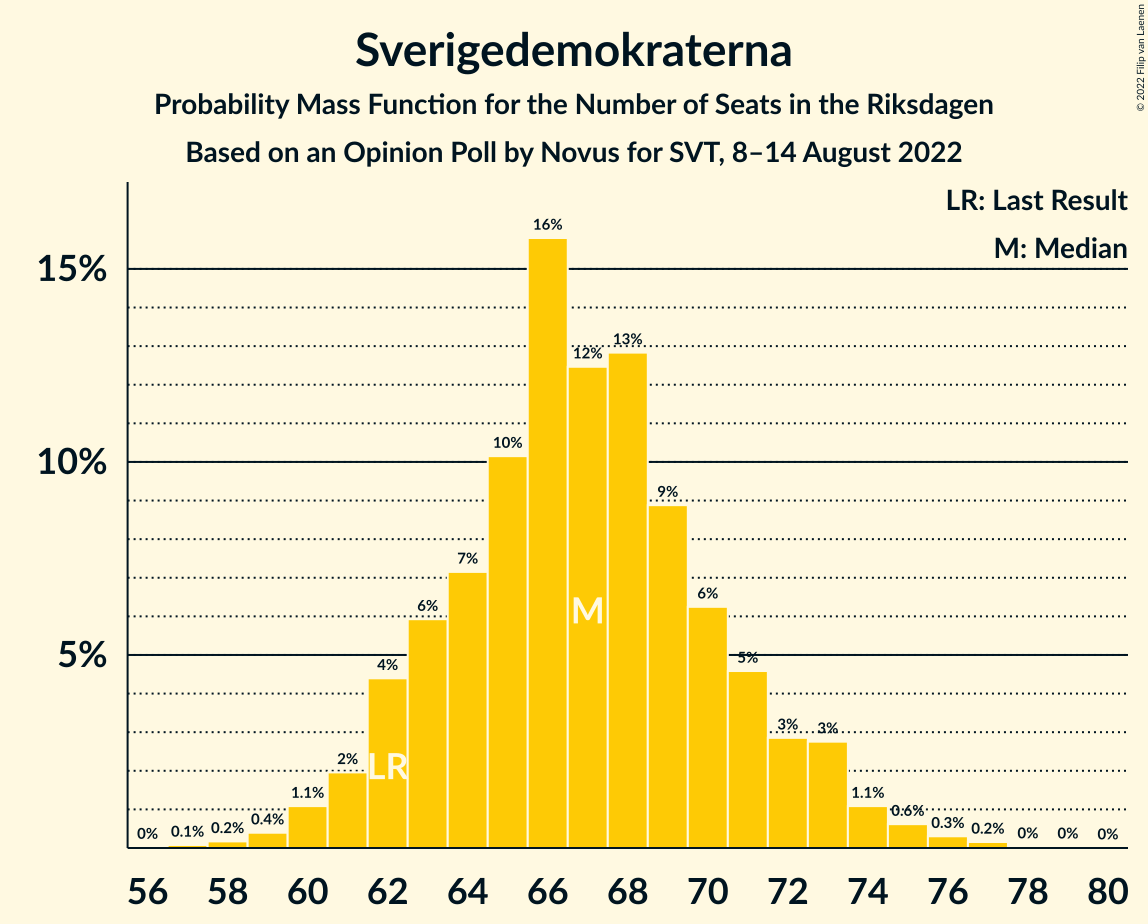 Sverigedemokraterna
Probability Mass Function for the Number of Seats in the Riksdagen
Based on an Opinion Poll by Novus for SVT, 8–14 August 2022
© 2022 Filip van Laenen
LR: Last Result
M: Median
15%
10%
5%
0% 0.1% 0.2% 0.4% 1.1% 2% 4% 6% 7% 10% 16% 12% 13% 9% 6% 5% 3% 3% 1.1% 0.6% 0.3% 0.2% 0% 0% 0%
LR
M
56 58 60 62 64 66 68 70 72 74 76 78 80